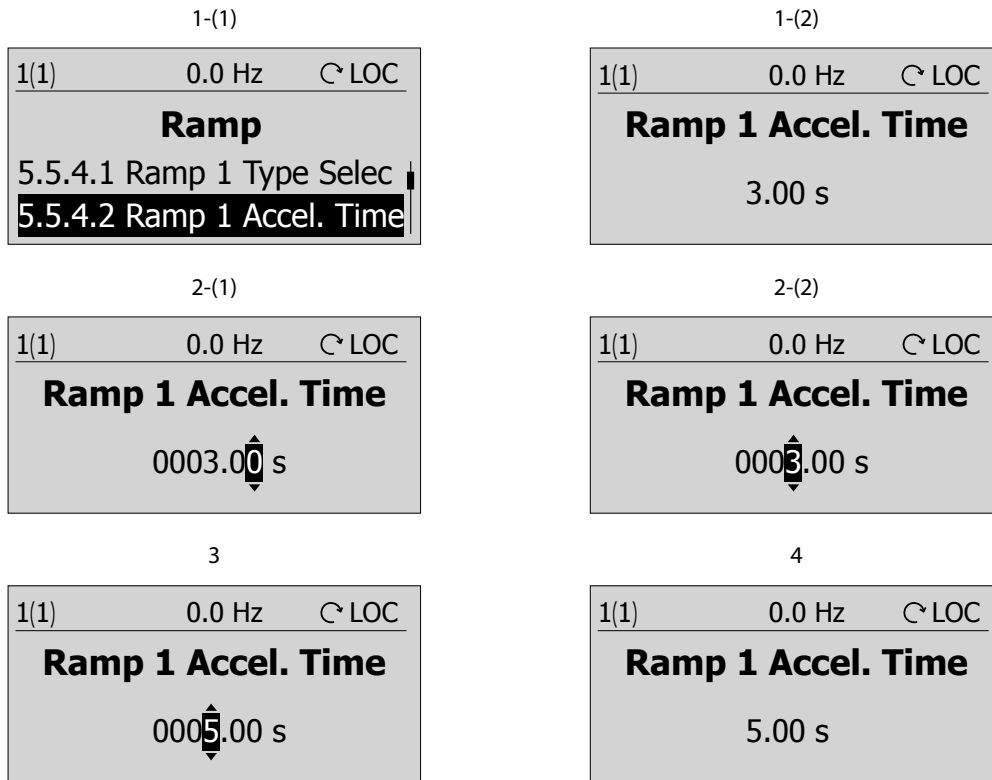 1-(1)
1(1) 0.0 Hz LOC
Ramp
5.5.4.1 Ramp 1 Type Selec
5.5.4.2 Ramp 1 Accel. Time
1-(2)
1(1) 0.0 Hz LOC
Ramp 1 Accel. Time
3.00 s
2-(1)
1(1) 0.0 Hz LOC
Ramp 1 Accel. Time
0003.00 s
2-(2)
1(1) 0.0 Hz LOC
Ramp 1 Accel. Time
0003.00 s
3
1(1) 0.0 Hz LOC
Ramp 1 Accel. Time
0005.00 s
4
1(1) 0.0 Hz LOC
Ramp 1 Accel. Time
5.00 s